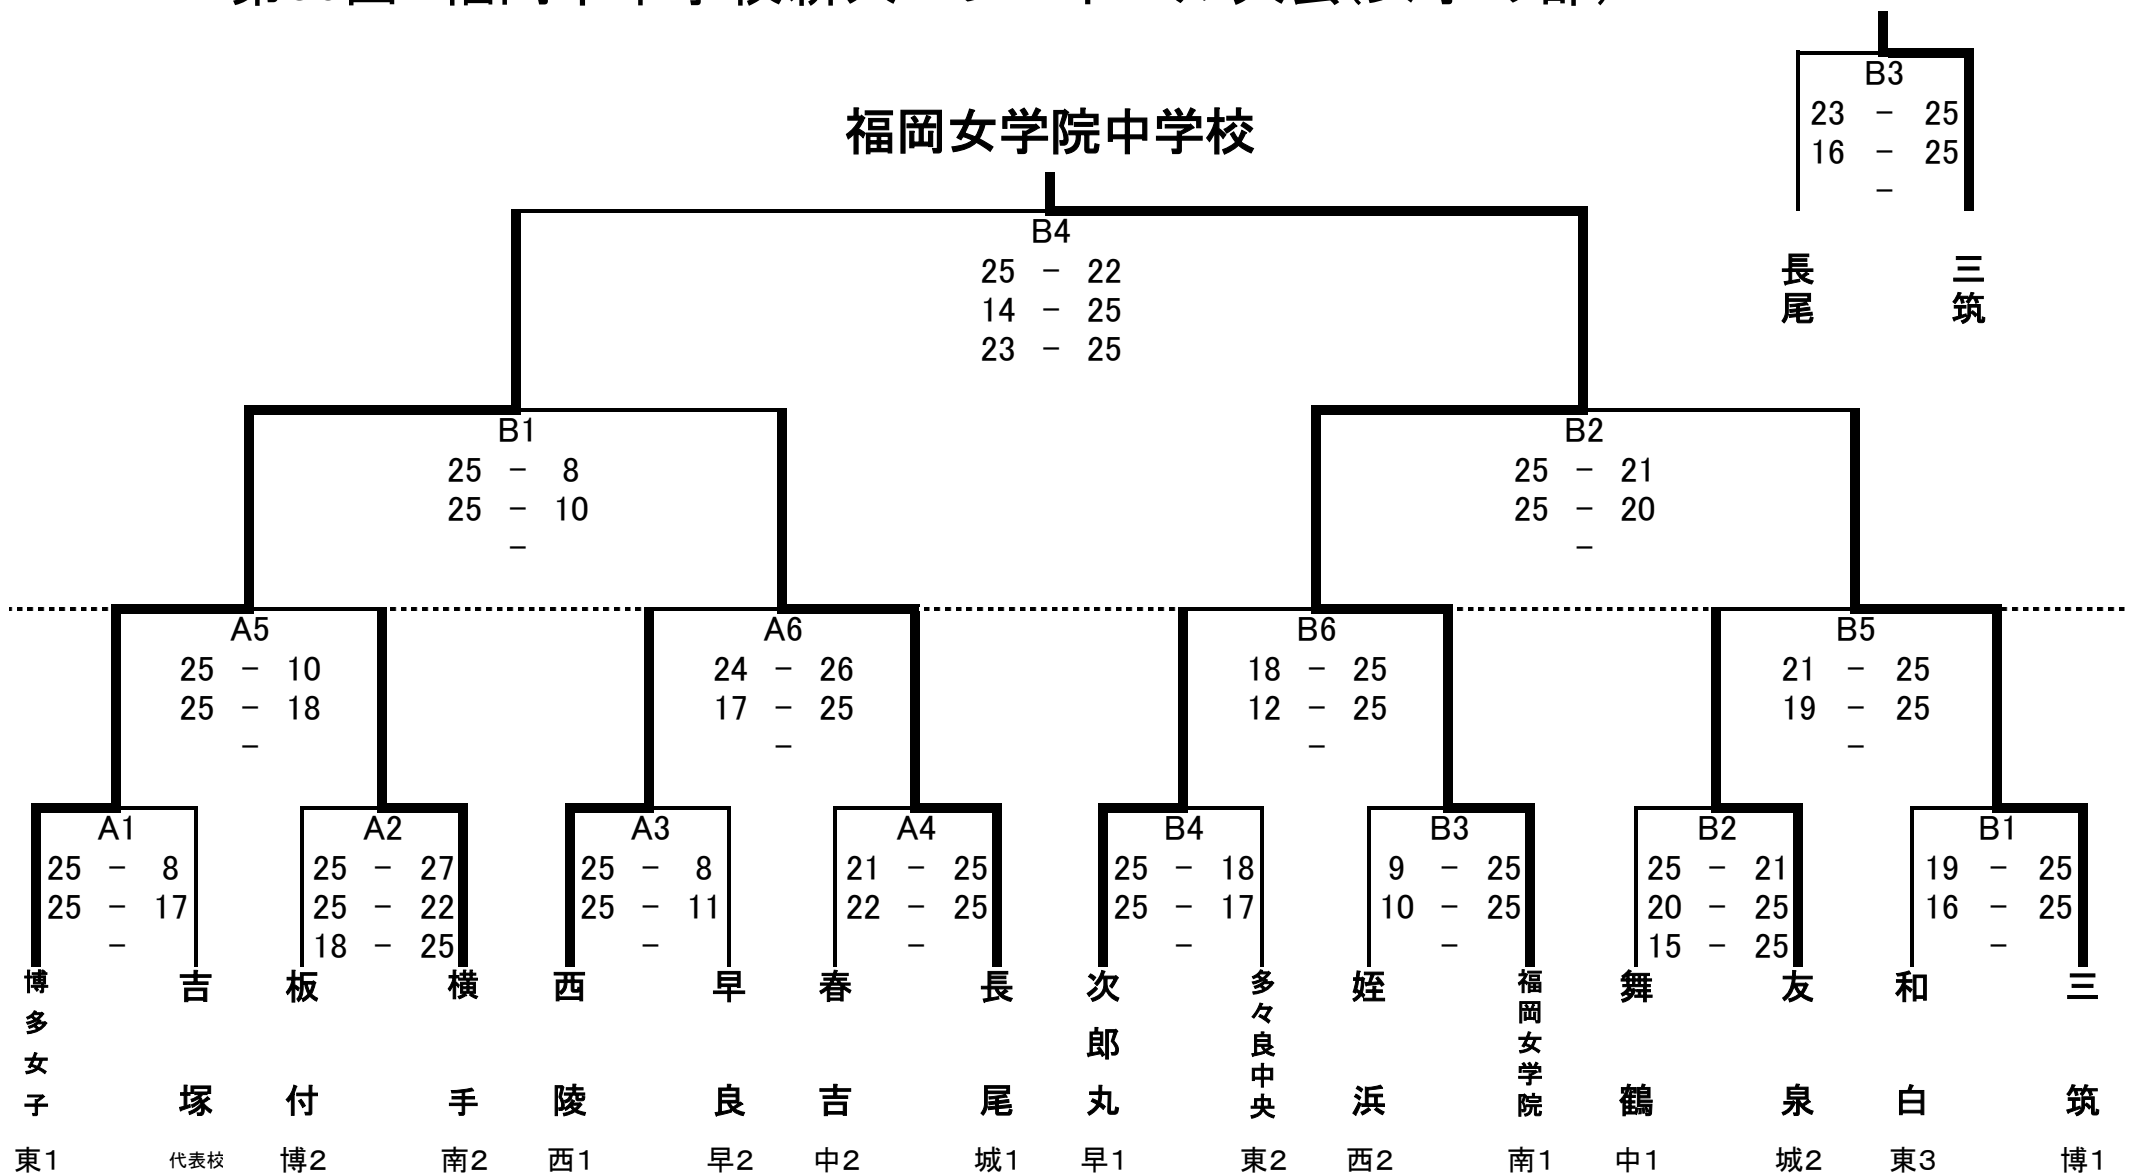 福岡女学院中学校
B3
23 - 25
16 - 25
-
長尾
三筑
B4
25 - 22
14 - 25
23 - 25
B1
25 - 8
25 - 10
-
B2
25 - 21
25 - 20
-
A5
25 - 10
25 - 18
-
A6
24 - 26
17 - 25
-
B6
18 - 25
12 - 25
-
B5
21 - 25
19 - 25
-
A1
25 - 8
25 - 17
-
A2
25 - 27
25 - 22
18 - 25
A3
25 - 8
25 - 11
-
A4
21 - 25
22 - 25
-
B4
25 - 18
25 - 17
-
B3
9 - 25
10 - 25
-
B2
25 - 21
20 - 25
15 - 25
B1
19 - 25
16 - 25
-
博多女子
吉塚
板付
横手
西陵
早良
春吉
長尾
次郎丸
多々良中央
姪浜
福岡女学院
舞鶴
友泉
和白
三筑
東1 代表枝 博2 南2 西1 早2 中2 城1 早1 東2 西2 南1 中1 城2 東3 博1